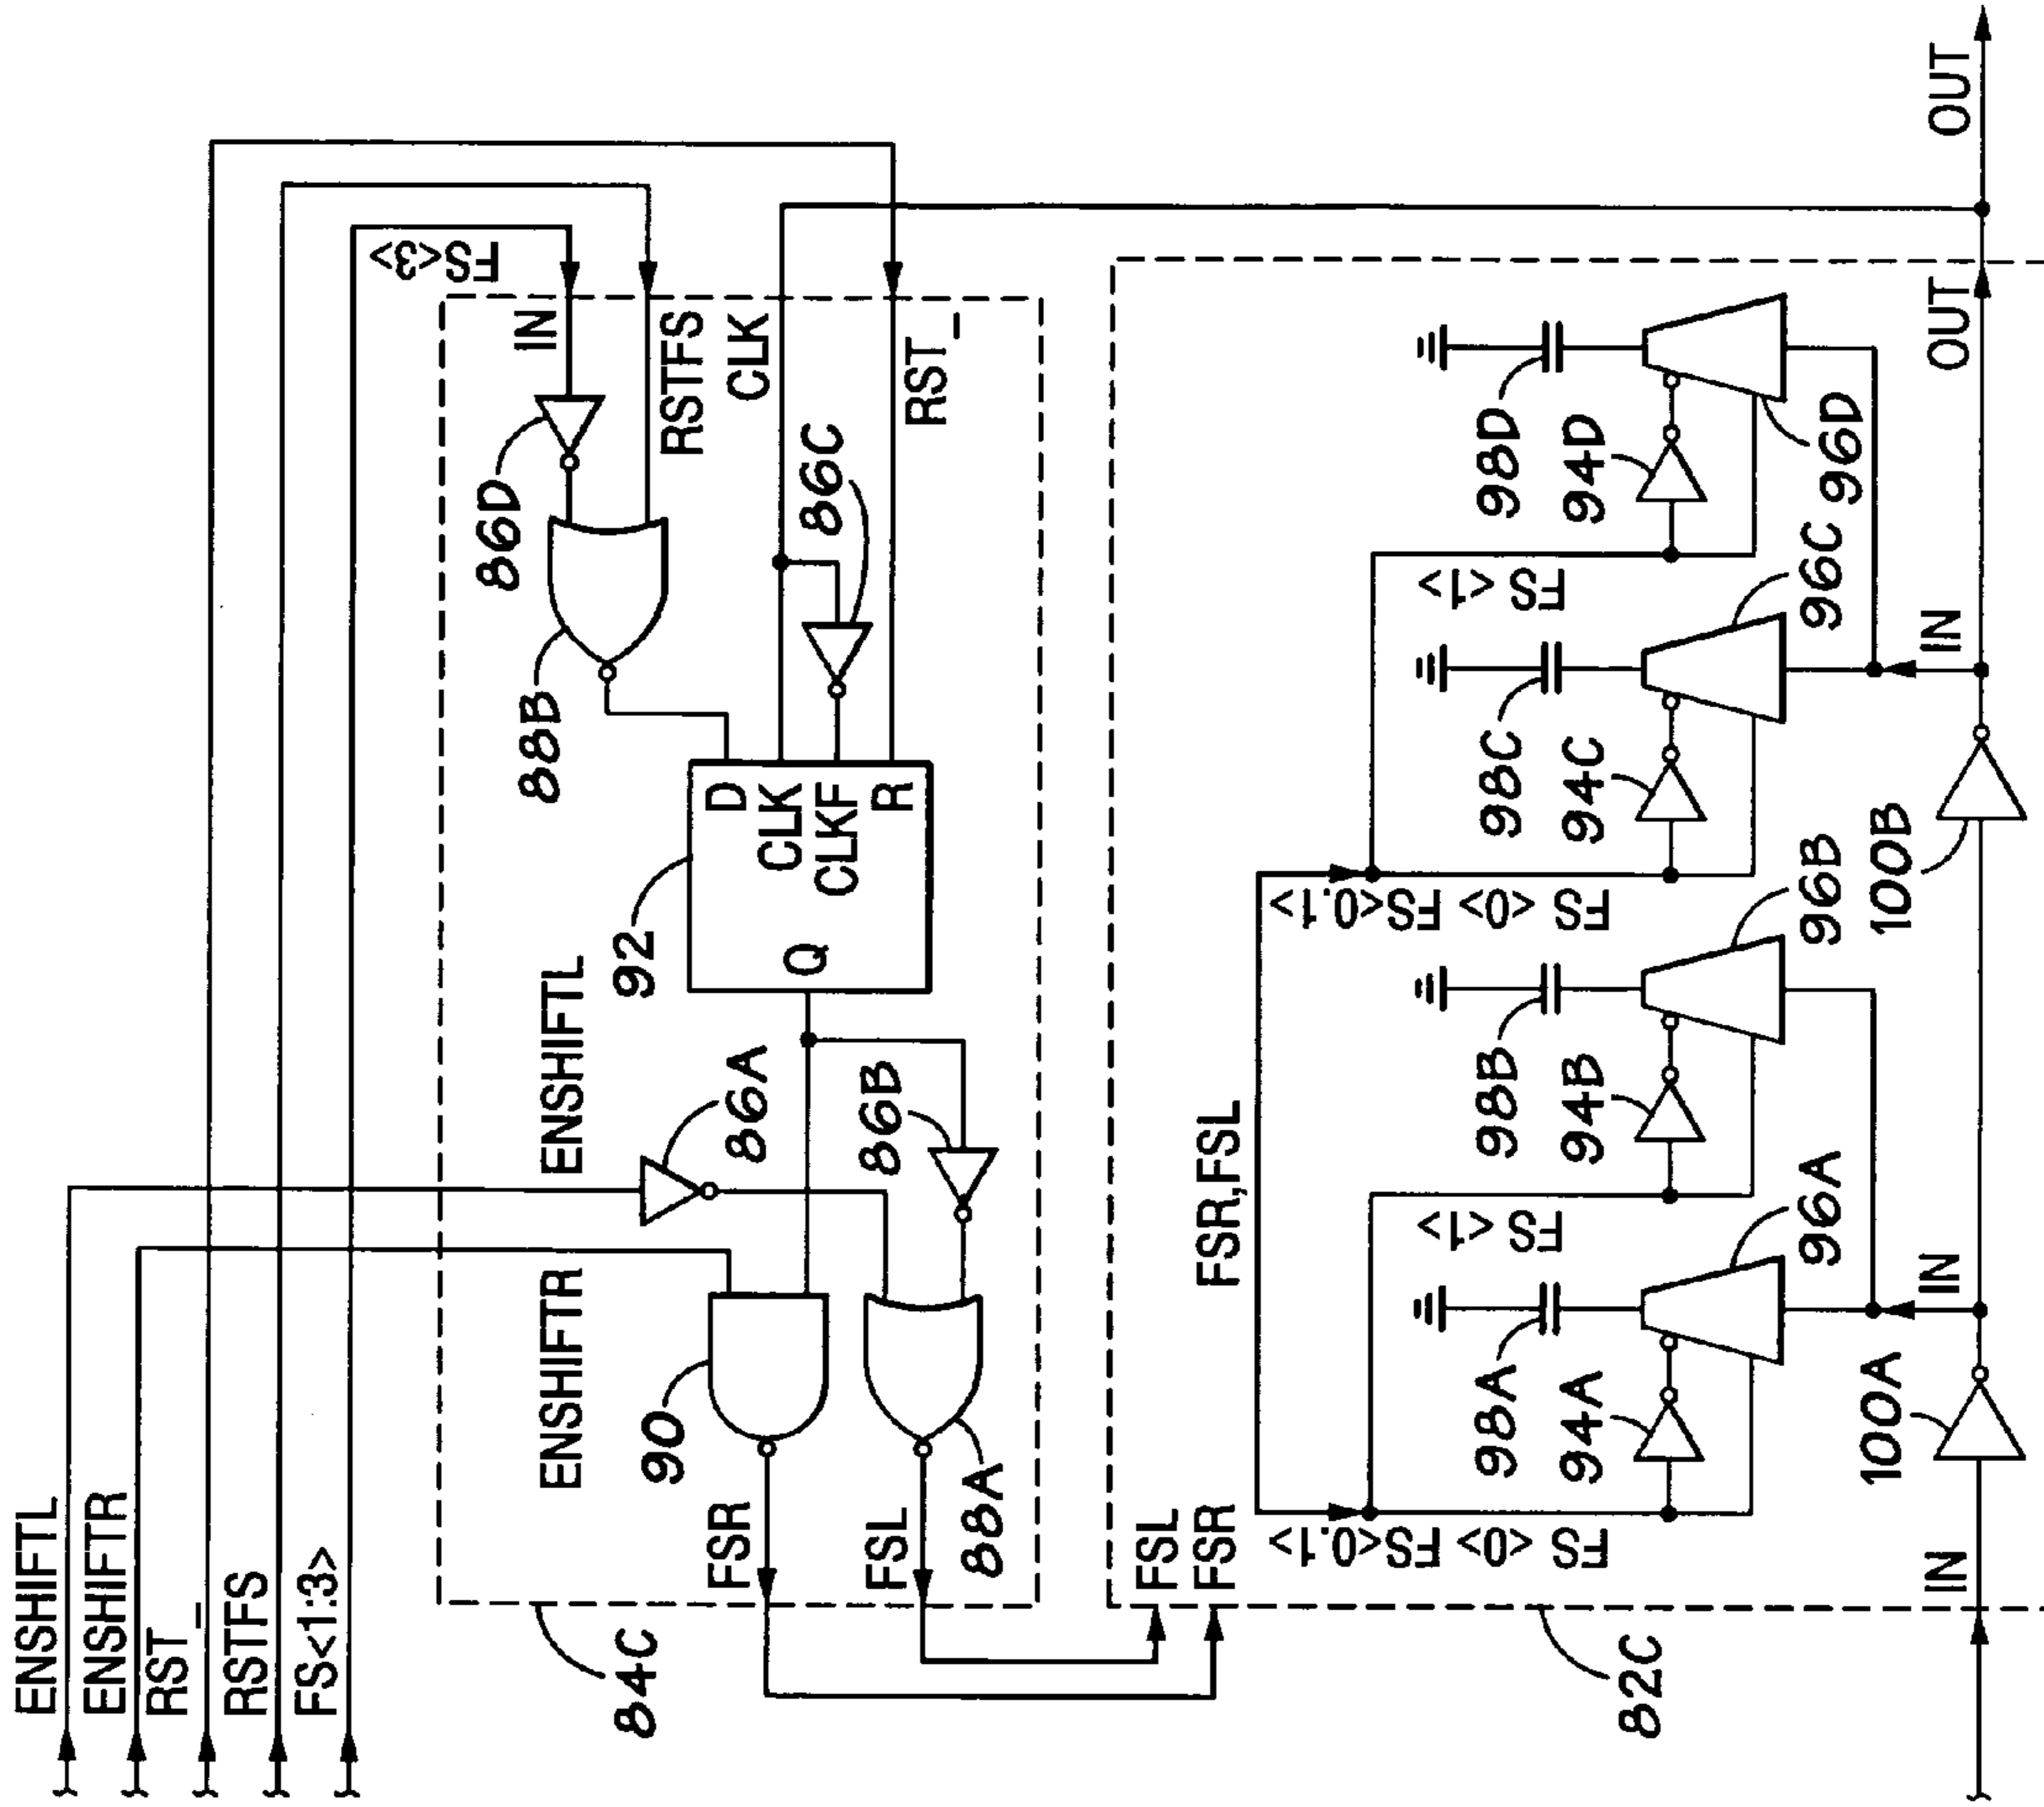 ENSHIFTL
ENSHIFTR
RST_
RSTFS
FS<1:3>
FS<3>
84C
ENSHIFTR
ENSHIFTL
90
FSR
FSL
88A
86A
86B
92
Q
D
CLK
CLKF
R
88B
86D
86C
IN
RSTFS
CLK
RST_
82C
FSL
FSR
FSR,FSL
FS<0.1>
FS <0>
FS <1>
FS<0.1>
FS <0>
FS <1>
98A
94A
96A
98B
94B
96B
98C
94C
96C
98D
94D
96D
IN
100A
IN
100B
IN
OUT
OUT